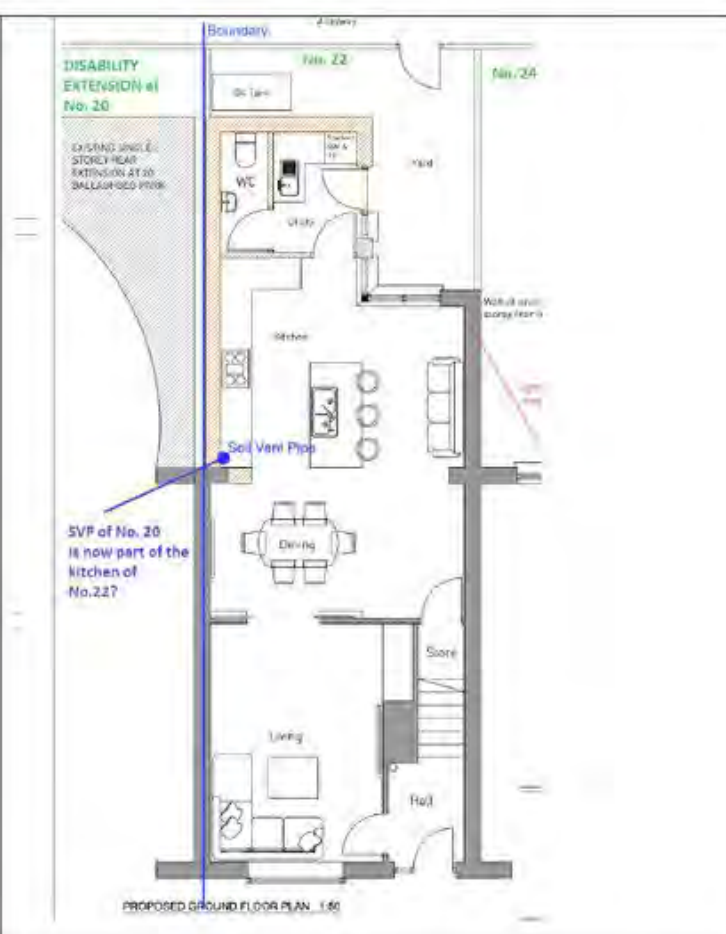 Boundary
DISABILITY
EXTENSION at
No. 20
No. 22
No. 24
EXISTING SINGLE
STOREY REAR
EXTENSION AT 20
WC
Yard
Utility
Kitchen
Soil Vent Pipe
SVP of No. 20
is now part of the
kitchen of
No.22?
Dining
Store
Living
Hall
PROPOSED GROUND FLOOR PLAN 1:50